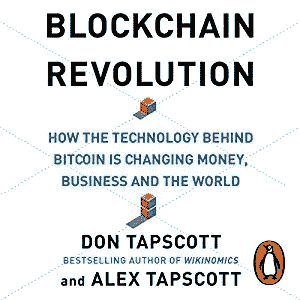 BLOCKCHAIN
REVOLUTION
HOW THE TECHNOLOGY BEHIND
BITCOIN IS CHANGING MONEY,
BUSINESS AND THE WORLD
DON TAPSCOTT
BESTSELLING AUTHOR OF WIKINOMICS
and ALEX TAPSCOTT